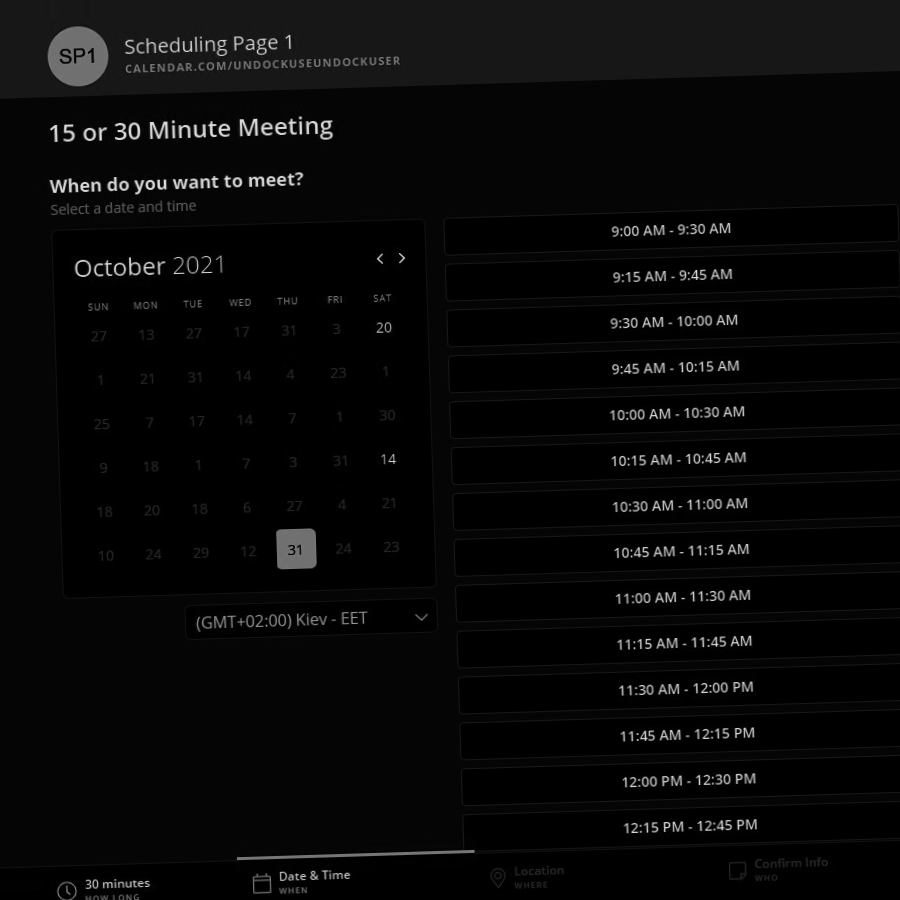 SP1
Scheduling Page 1
CALENDAR.COM/UNDOCKUSEUNDOCKUSER
15 or 30 Minute Meeting
When do you want to meet?
Select a date and time
October 2021
SUN MON TUE WED THU FRI SAT
27 13 27 17 31 3 20
1 21 31 14 4 23 1
25 7 17 14 7 1 30
9 18 1 7 3 31 14
18 20 18 6 27 4 21
10 24 29 12 31 24 23
(GMT+02:00) Kiev - EET
9:00 AM - 9:30 AM
9:15 AM - 9:45 AM
9:30 AM - 10:00 AM
9:45 AM - 10:15 AM
10:00 AM - 10:30 AM
10:15 AM - 10:45 AM
10:30 AM - 11:00 AM
10:45 AM - 11:15 AM
11:00 AM - 11:30 AM
11:15 AM - 11:45 AM
11:30 AM - 12:00 PM
11:45 AM - 12:15 PM
12:00 PM - 12:30 PM
12:15 PM - 12:45 PM
30 minutes
HOW LONG
Date & Time
WHEN
Location
WHERE
Confirm Info
WHO